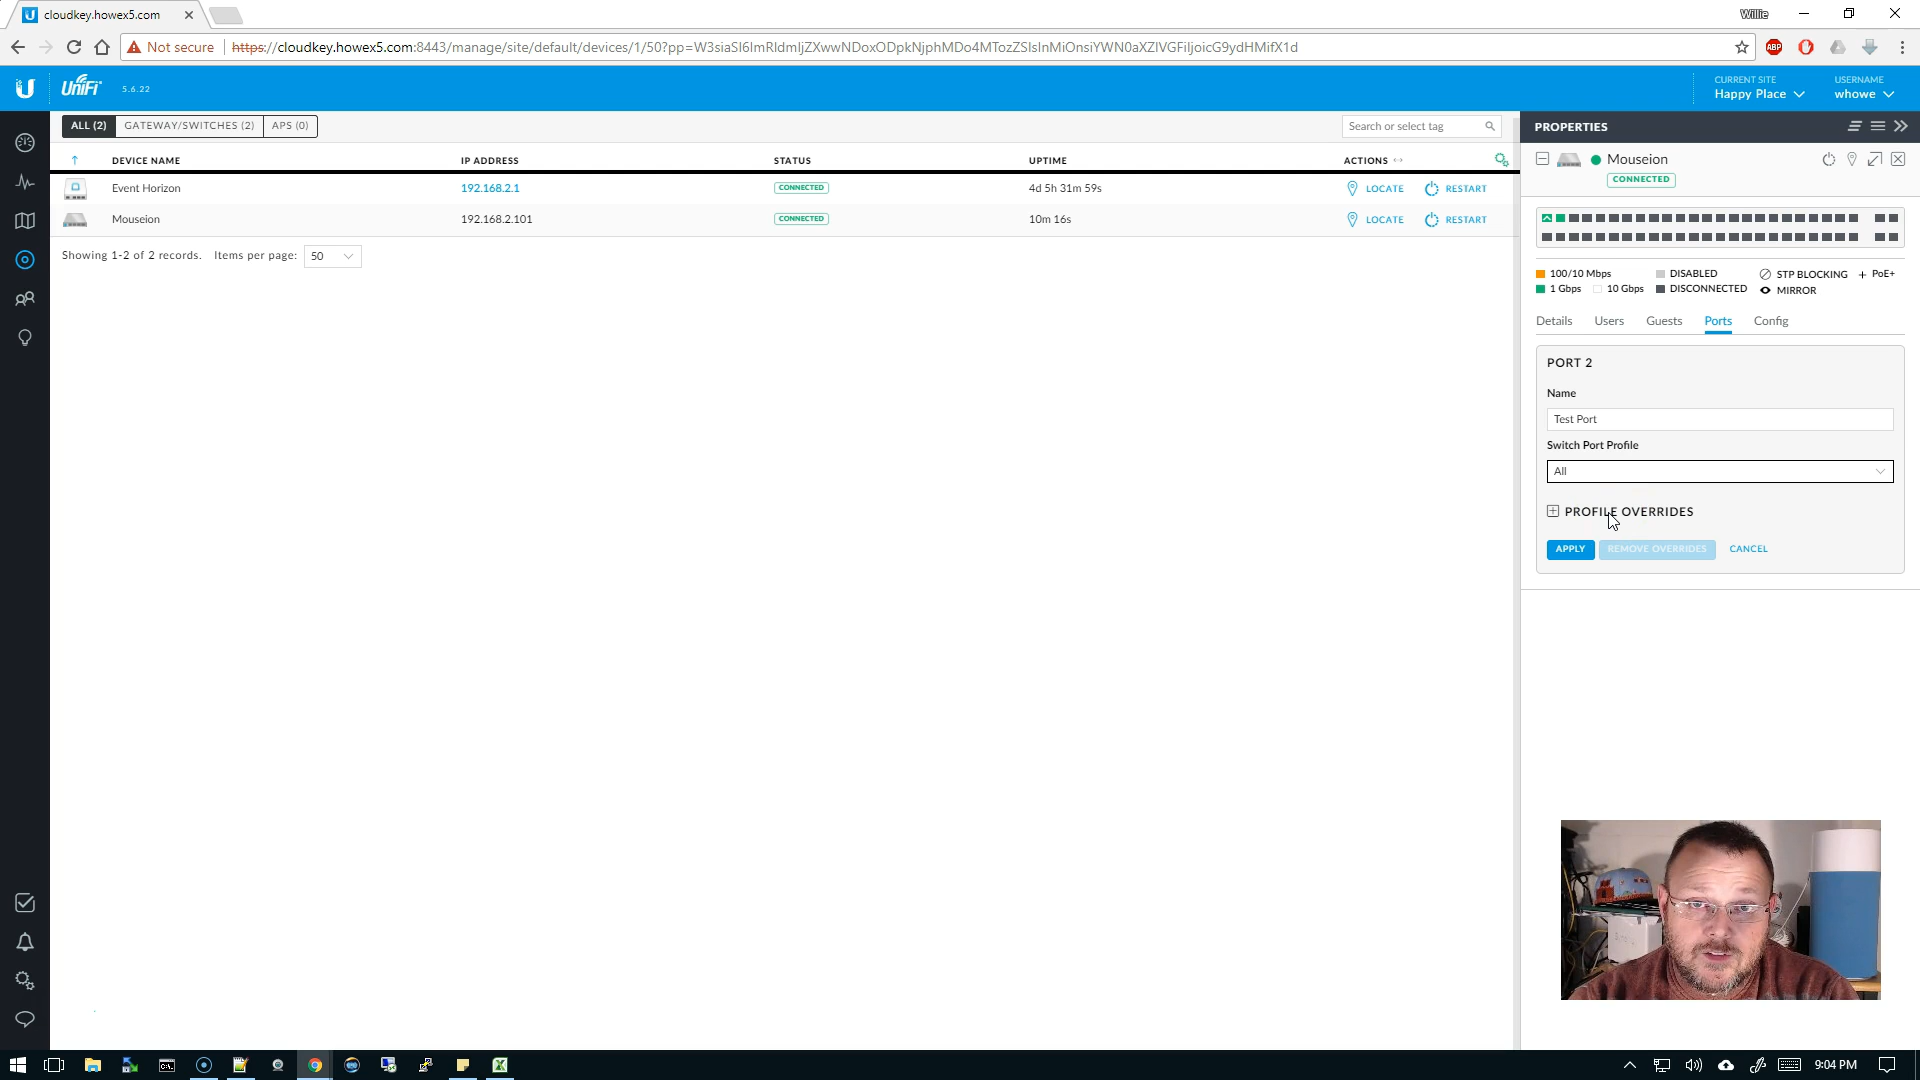 cloudkey.howex5.com
Willie
Not secure
https://cloudkey.howex5.com:8443/manage/site/default/devices/1/50?pp=W3siaSI6ImRldmljZXwwNDoxODpkNjphMDo4MTozZSIsInMiOnsiYWN0aXZlVGFiIjoicG9ydHMifX1d
ABP
UniFi 5.6.22
CURRENT SITE
Happy Place
USERNAME
whowe
ALL (2) GATEWAY/SWITCHES (2) APS (0)
Search or select tag
DEVICE NAME IP ADDRESS STATUS UPTIME ACTIONS
Event Horizon 192.168.2.1 CONNECTED 4d 5h 31m 59s LOCATE RESTART
Mouseion 192.168.2.101 CONNECTED 10m 16s LOCATE RESTART
Showing 1-2 of 2 records. Items per page: 50
PROPERTIES
Mouseion
CONNECTED
100/10 Mbps DISABLED STP BLOCKING PoE+
1 Gbps 10 Gbps DISCONNECTED MIRROR
Details Users Guests Ports Config
PORT 2
Name
Test Port
Switch Port Profile
All
PROFILE OVERRIDES
APPLY REMOVE OVERRIDES CANCEL
9:04 PM